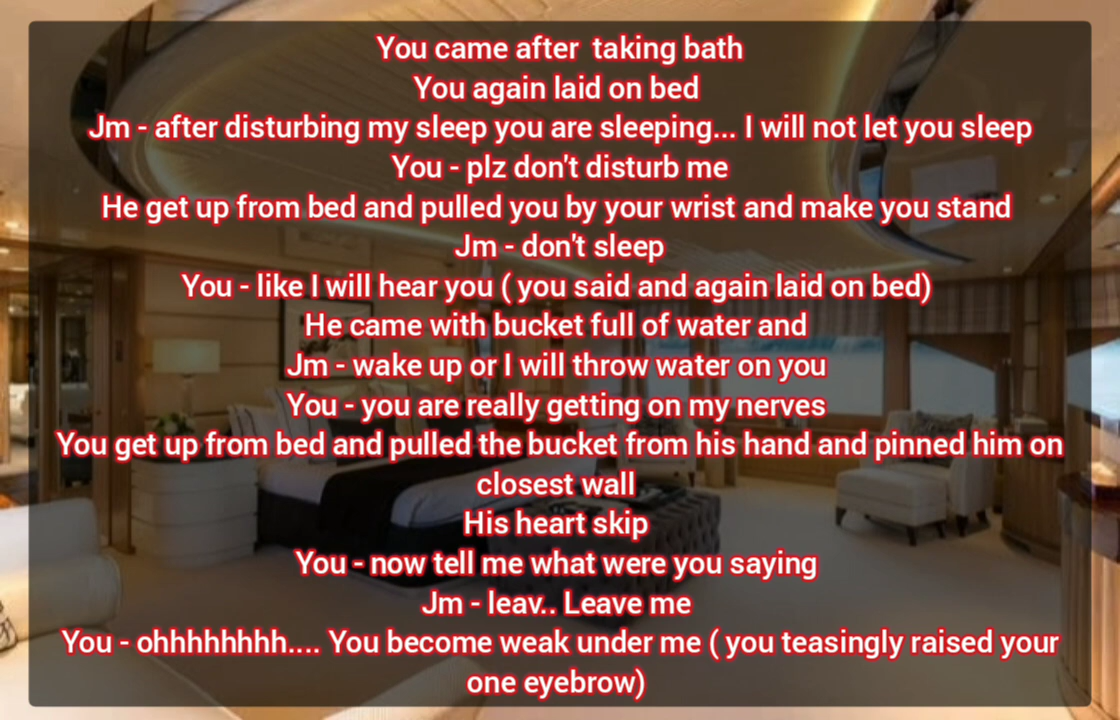 You came after  taking bath
You again laid on bed
Jm - after disturbing my sleep you are sleeping... I will not let you sleep
You - plz don't disturb me
He get up from bed and pulled you by your wrist and make you stand
Jm - don't sleep
You - like I will hear you ( you said and again laid on bed)
He came with bucket full of water and
Jm - wake up or I will throw water on you
You - you are really getting on my nerves
You get up from bed and pulled the bucket from his hand and pinned him on
closest wall
His heart skip
You - now tell me what were you saying
Jm - leav.. Leave me
You - ohhhhhhhh.... You become weak under me ( you teasingly raised your
one eyebrow)